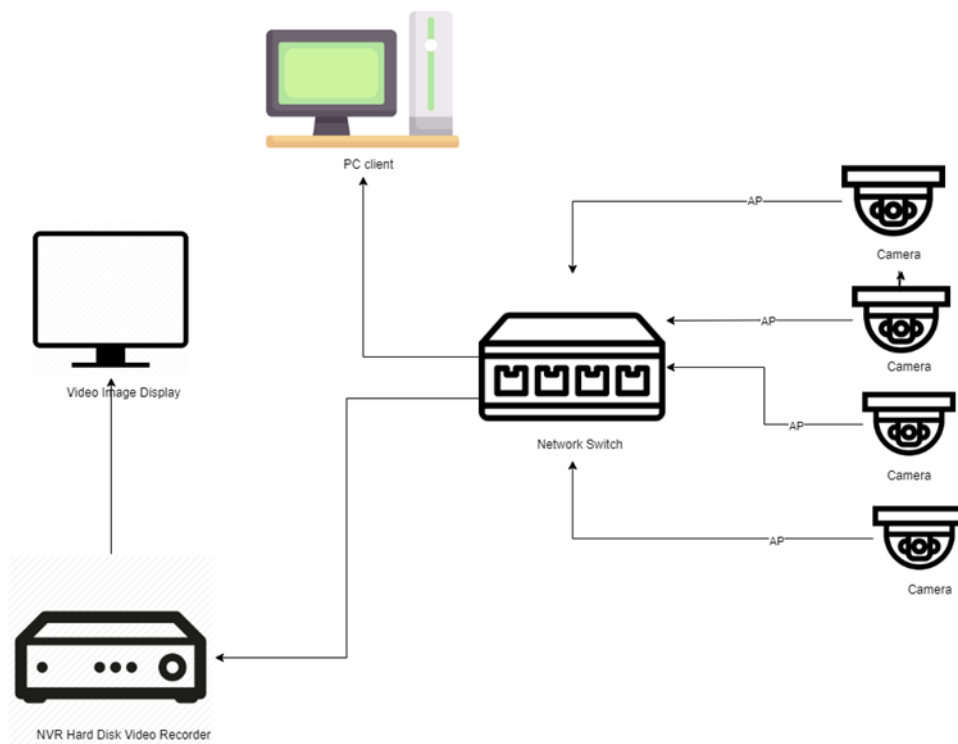 PC client
AP
Camera
AP
Camera
Video Image Display
AP
Network Switch
Camera
AP
Camera
NVR Hard Disk Video Recorder